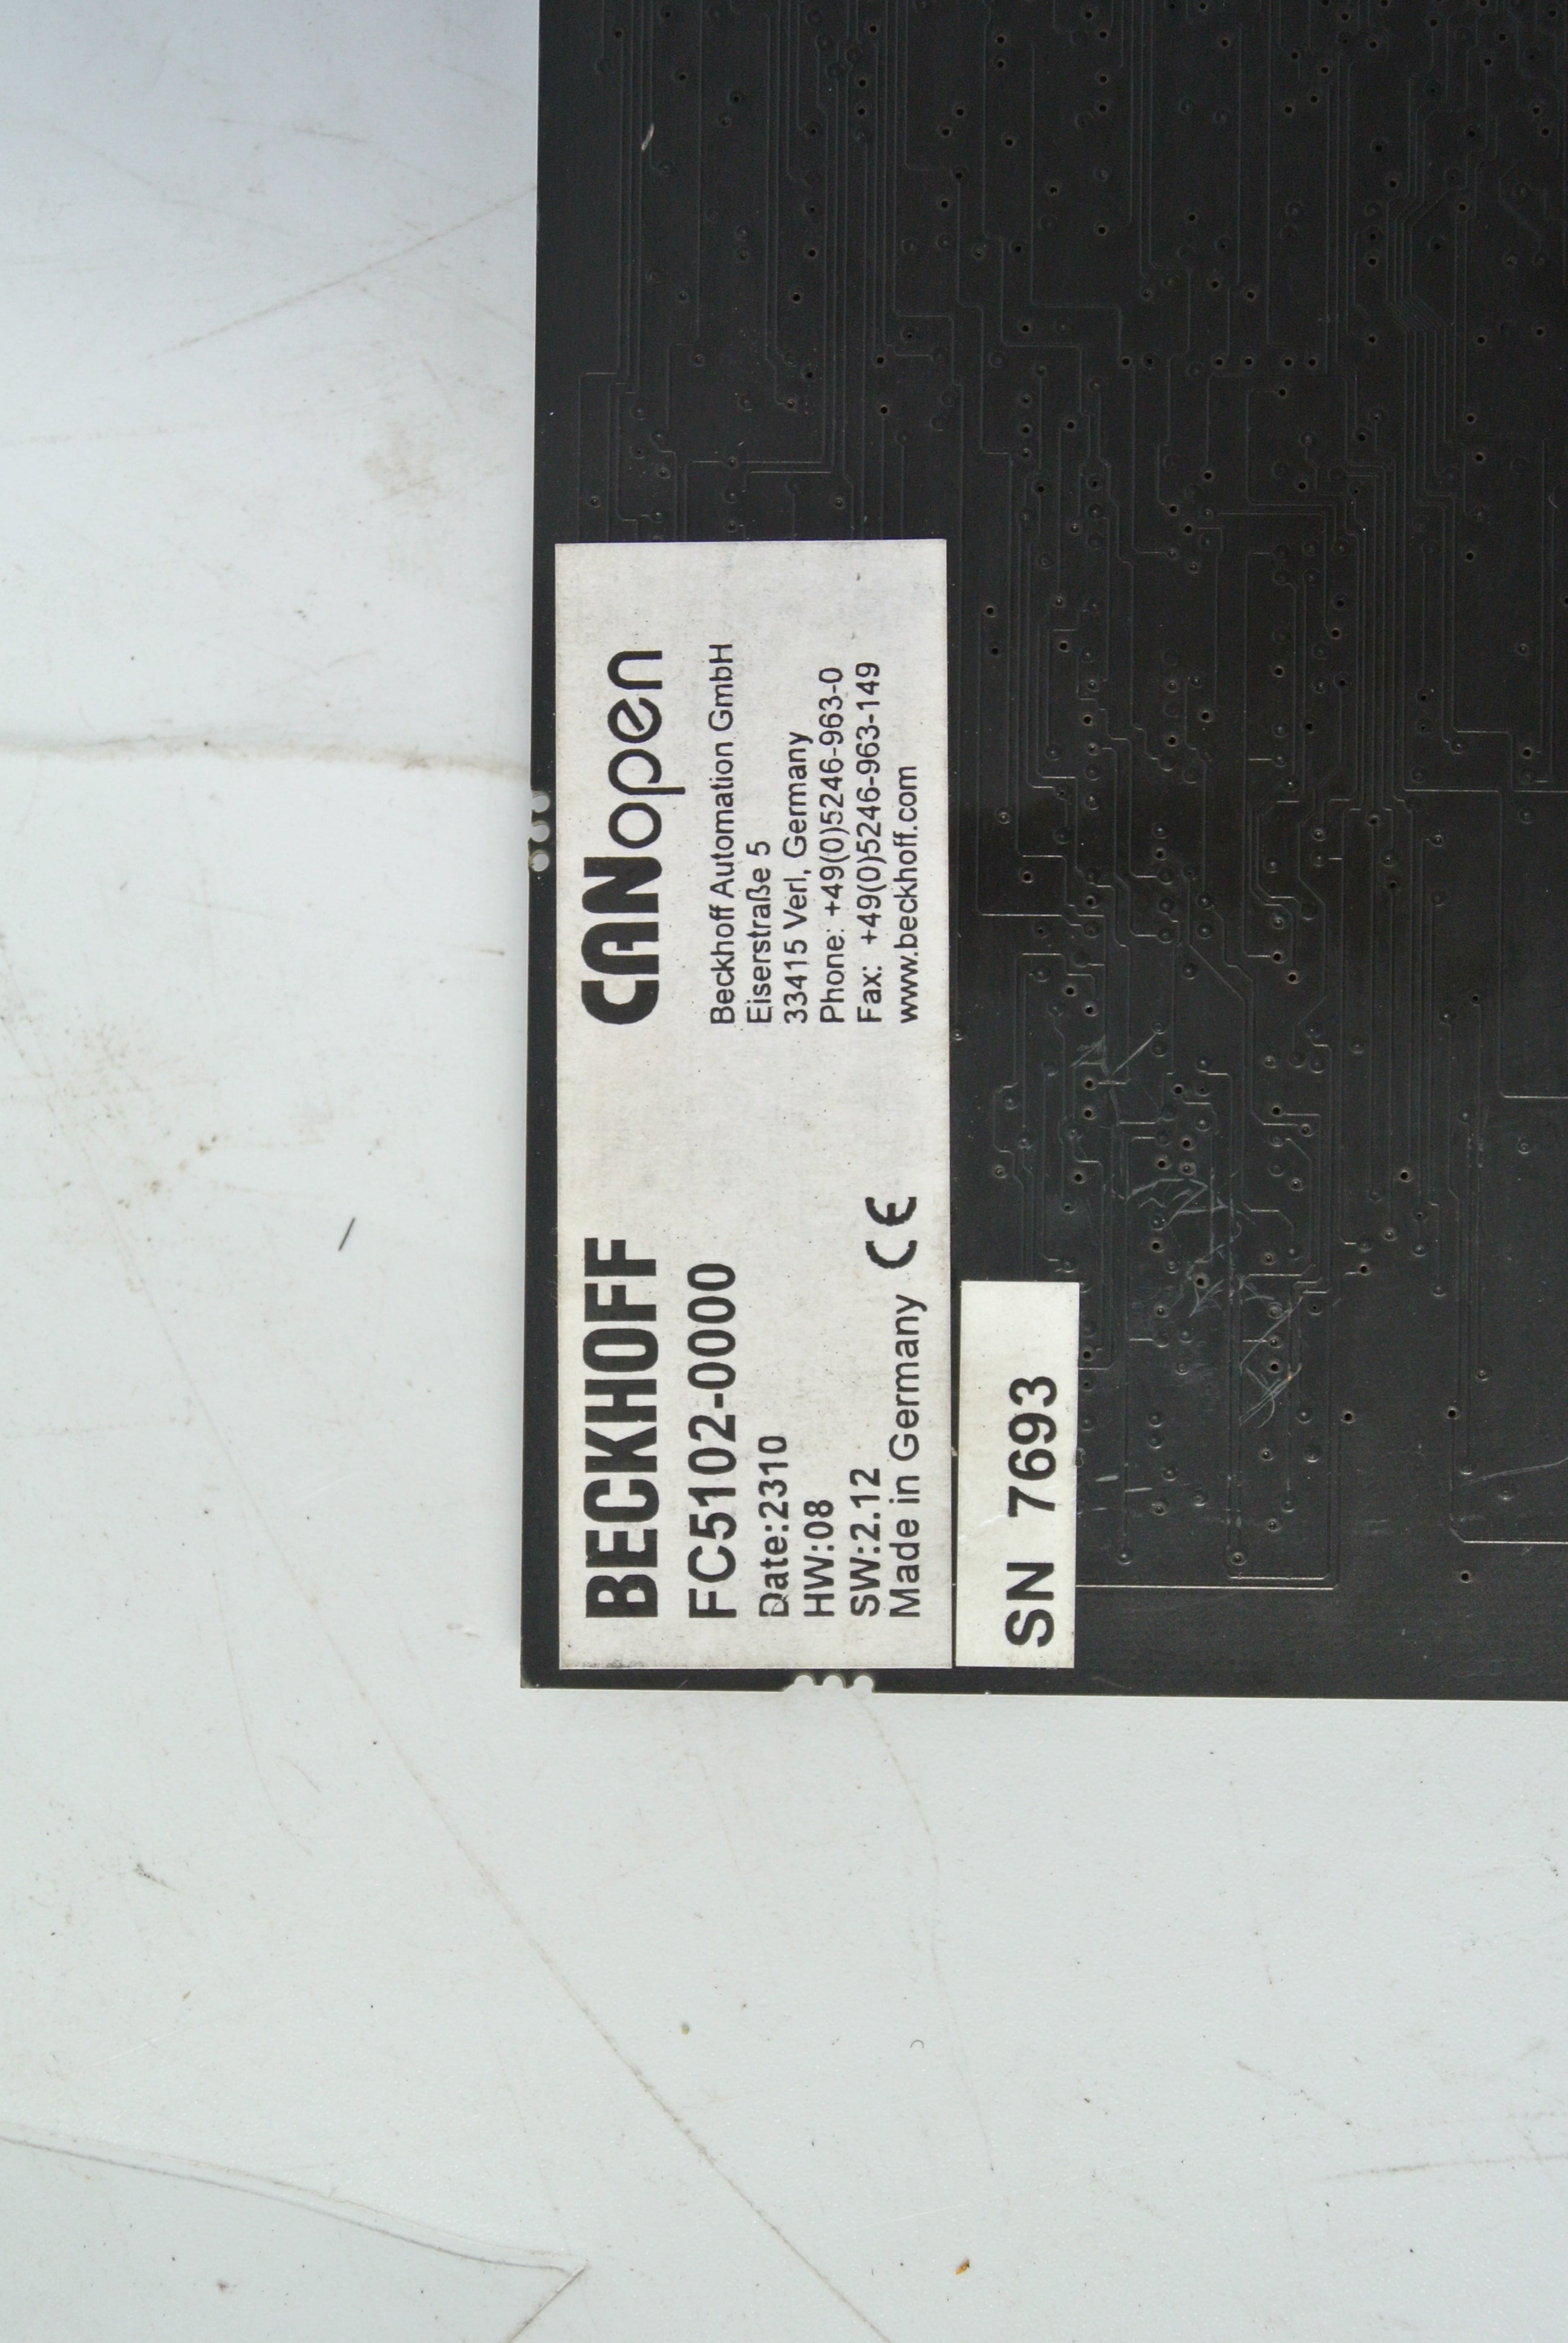 BECKHOFF
FC5102-0000
Date:2310
HW:08
SW:2.12
Made in Germany CE
CANopen
Beckhoff Automation GmbH
Eiserstraße 5
33415 Verl, Germany
Phone: +49(0)5246-963-0
Fax: +49(0)5246-963-149
www.beckhoff.com
SN 7693